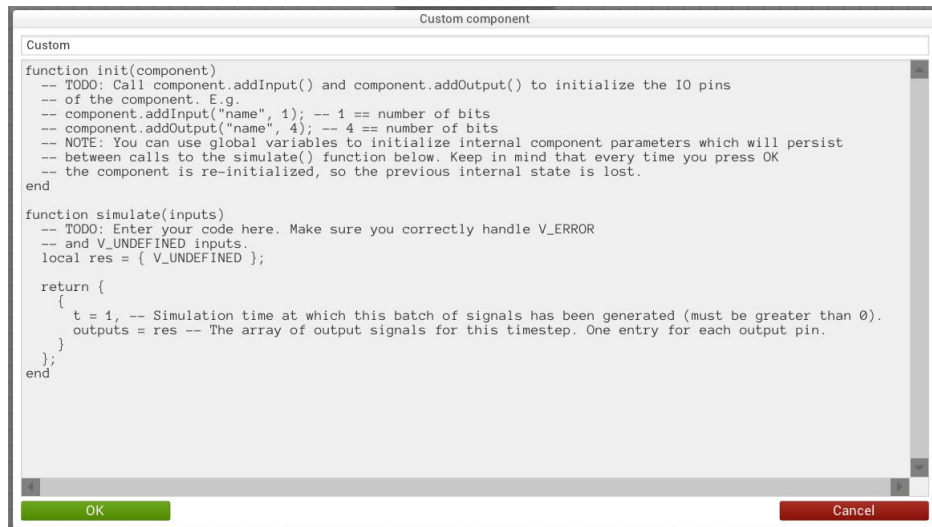 Custom component
Custom
function init(component)
  -- TODO: Call component.addInput() and component.addOutput() to initialize the IO pins
  -- of the component. E.g.
  -- component.addInput("name", 1); -- 1 == number of bits
  -- component.addOutput("name", 4); -- 4 == number of bits
  -- NOTE: You can use global variables to initialize internal component parameters which will persist
  -- between calls to the simulate() function below. Keep in mind that every time you press OK
  -- the component is re-initialized, so the previous internal state is lost.
end
function simulate(inputs)
  -- TODO: Enter your code here. Make sure you correctly handle V_ERROR
  -- and V_UNDEFINED inputs.
  local res = { V_UNDEFINED };
  return {
    {
      t = 1, -- Simulation time at which this batch of signals has been generated (must be greater than 0).
      outputs = res -- The array of output signals for this timestep. One entry for each output pin.
    }
  };
end
OK
Cancel